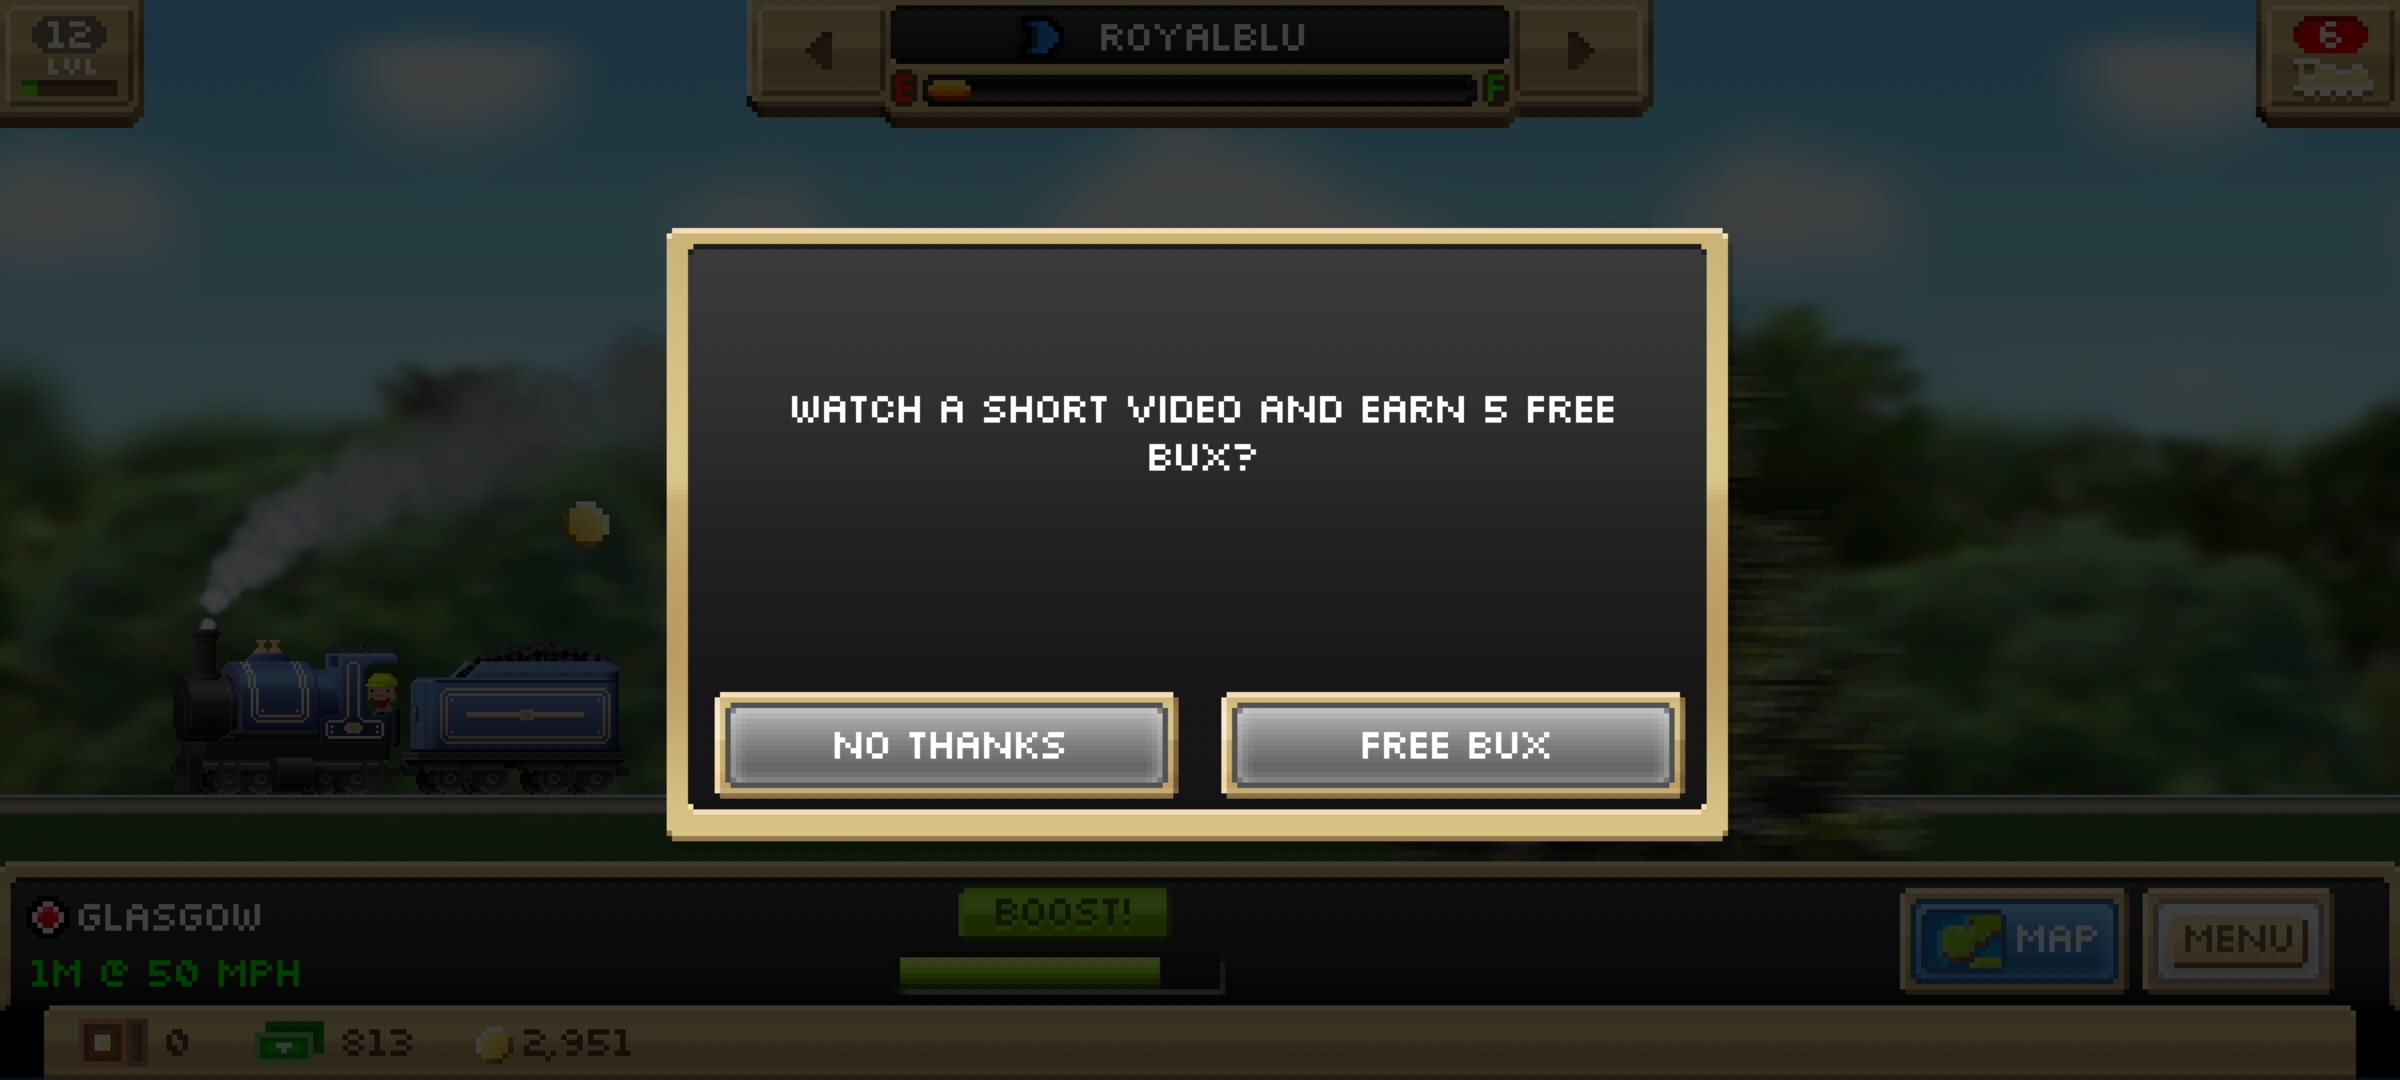 12
LVL
ROYALBLU
E F
6
WATCH A SHORT VIDEO AND EARN 5 FREE
BUX?
NO THANKS
FREE BUX
GLASGOW
1M @ 50 MPH
BOOST!
MAP
MENU
0
813
2,951